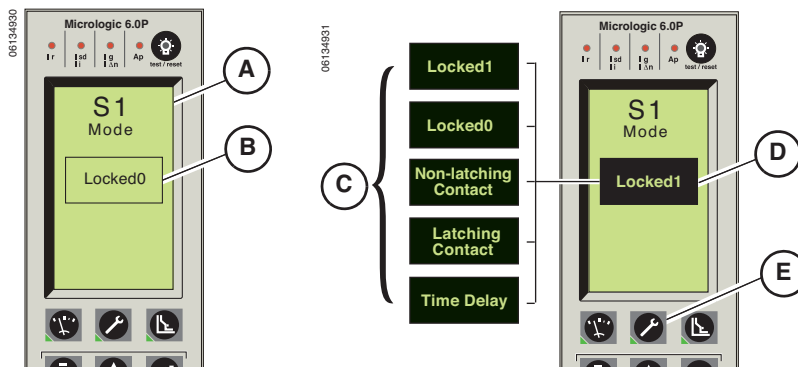 06134930
Micrologic 6.0P
Ir
Isd
Ii
Ig
IΔn
Ap
test / reset
A
S1
Mode
B
Locked0
06134931
C
Locked1
Locked0
Non-latching
Contact
Latching
Contact
Time Delay
Micrologic 6.0P
Ir
Isd
Ii
Ig
IΔn
Ap
test / reset
S1
Mode
D
Locked1
E